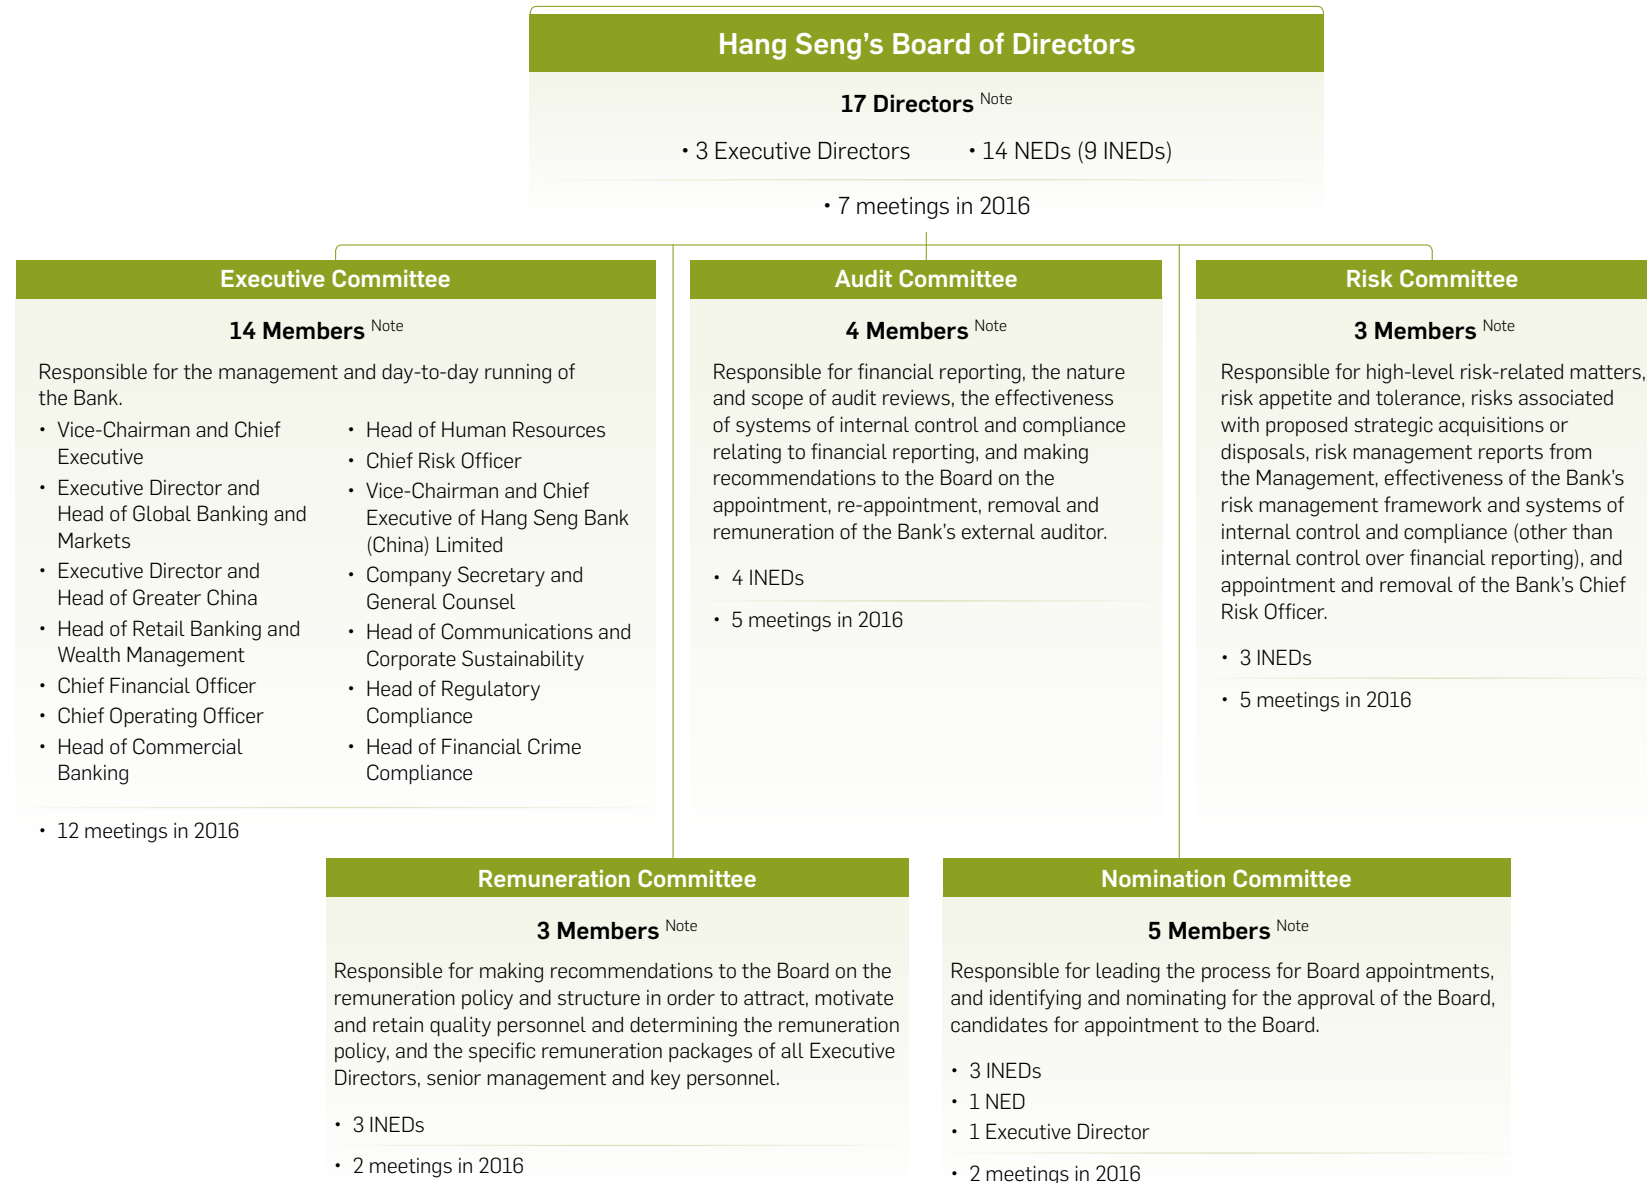 Hang Seng's Board of Directors
17 Directors Note
• 3 Executive Directors • 14 NEDs (9 INEDs)
• 7 meetings in 2016
Executive Committee
14 Members Note
Responsible for the management and day-to-day running of
the Bank.
• Vice-Chairman and Chief
Executive
• Executive Director and
Head of Global Banking and
Markets
• Executive Director and
Head of Greater China
• Head of Retail Banking and
Wealth Management
• Chief Financial Officer
• Chief Operating Officer
• Head of Commercial
Banking
• Head of Human Resources
• Chief Risk Officer
• Vice-Chairman and Chief
Executive of Hang Seng Bank
(China) Limited
• Company Secretary and
General Counsel
• Head of Communications and
Corporate Sustainability
• Head of Regulatory
Compliance
• Head of Financial Crime
Compliance
• 12 meetings in 2016
Audit Committee
4 Members Note
Responsible for financial reporting, the nature
and scope of audit reviews, the effectiveness
of systems of internal control and compliance
relating to financial reporting, and making
recommendations to the Board on the
appointment, re-appointment, removal and
remuneration of the Bank's external auditor.
• 4 INEDs
• 5 meetings in 2016
Risk Committee
3 Members Note
Responsible for high-level risk-related matters,
risk appetite and tolerance, risks associated
with proposed strategic acquisitions or
disposals, risk management reports from
the Management, effectiveness of the Bank's
risk management framework and systems of
internal control and compliance (other than
internal control over financial reporting), and
appointment and removal of the Bank's Chief
Risk Officer.
• 3 INEDs
• 5 meetings in 2016
Remuneration Committee
3 Members Note
Responsible for making recommendations to the Board on the
remuneration policy and structure in order to attract, motivate
and retain quality personnel and determining the remuneration
policy, and the specific remuneration packages of all Executive
Directors, senior management and key personnel.
• 3 INEDs
• 2 meetings in 2016
Nomination Committee
5 Members Note
Responsible for leading the process for Board appointments,
and identifying and nominating for the approval of the Board,
candidates for appointment to the Board.
• 3 INEDs
• 1 NED
• 1 Executive Director
• 2 meetings in 2016